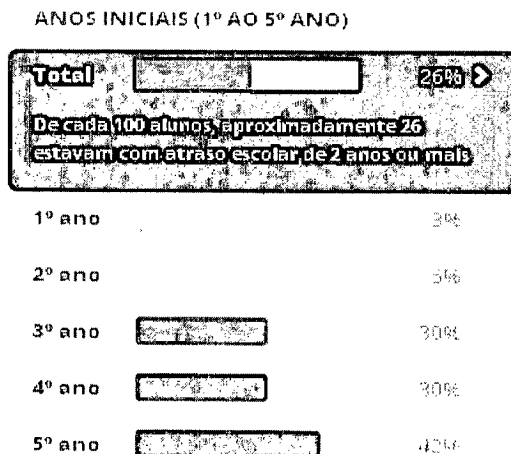 ANOS INICIAIS (1º AO 5º ANO)
Total 26%
De cada 100 alunos, aproximadamente 26
estavam com atraso escolar de 2 anos ou mais
1º ano 3%
2º ano
3º ano 30%
4º ano 30%
5º ano